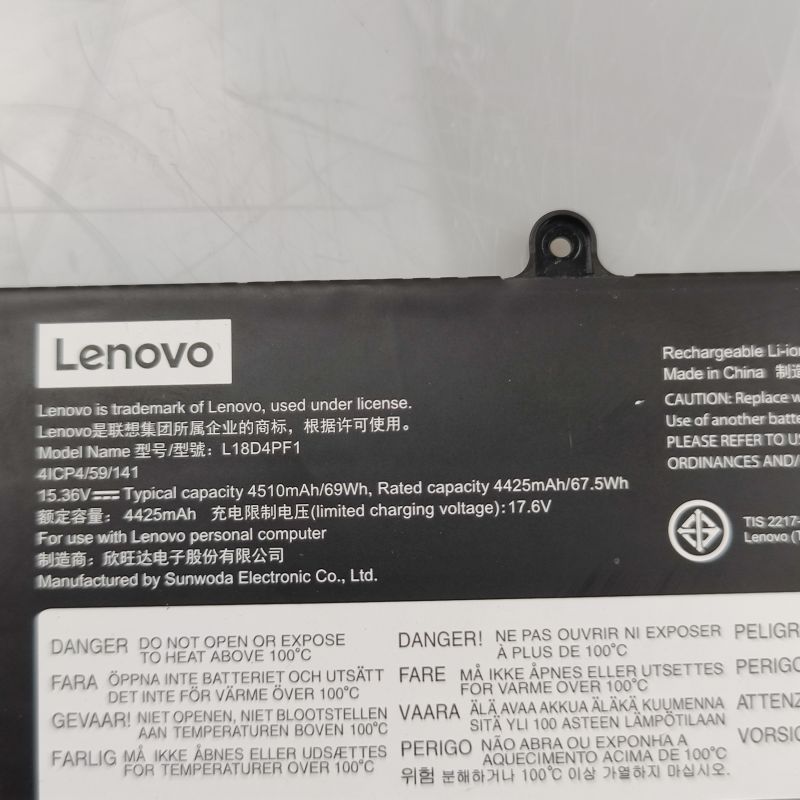 Lenovo
Lenovo is trademark of Lenovo, used under license.
Lenovo是联想集团所属企业的商标，根据许可使用。
Model Name 型号/型號：L18D4PF1
4ICP4/59/141
15.36V⎓ Typical capacity 4510mAh/69Wh, Rated capacity 4425mAh/67.5Wh
额定容量： 4425mAh 充电限制电压(limited charging voltage):17.6V
For use with Lenovo personal computer
制造商：欣旺达电子股份有限公司
Manufactured by Sunwoda Electronic Co., Ltd.
Rechargeable Li-ion
Made in China 制造
CAUTION: Replace w
Use of another batte
PLEASE REFER TO U
ORDINANCES AND/
TIS 2217-
Lenovo (T
DANGER DO NOT OPEN OR EXPOSE
TO HEAT ABOVE 100°C
FARA ÖPPNA INTE BATTERIET OCH UTSÄTT
DET INTE FÖR VÄRME ÖVER 100°C
GEVAAR! NIET OPENEN, NIET BLOOTSTELLEN
AAN TEMPERATUREN BOVEN 100°C
FARLIG MÅ IKKE ÅBNES ELLER UDSÆTTES
FOR TEMPERATURER OVER 100°C
DANGER! NE PAS OUVRIR NI EXPOSER
À PLUS DE 100°C
FARE MÅ IKKE ÅPNES ELLER UTSETTES
FOR VARME OVER 100°C
VAARA ÄLÄ AVAA AKKUA ÄLÄKÄ KUUMENNA
SITÄ YLI 100 ASTEEN LÄMPÖTILAAN
PERIGO NÃO ABRA OU EXPONHA A
AQUECIMENTO ACIMA DE 100°C
위험 분해하거나 100°C 이상 가열하지 마십시오.
PELIGR
PERIGO
ATTENZ
VORSIC